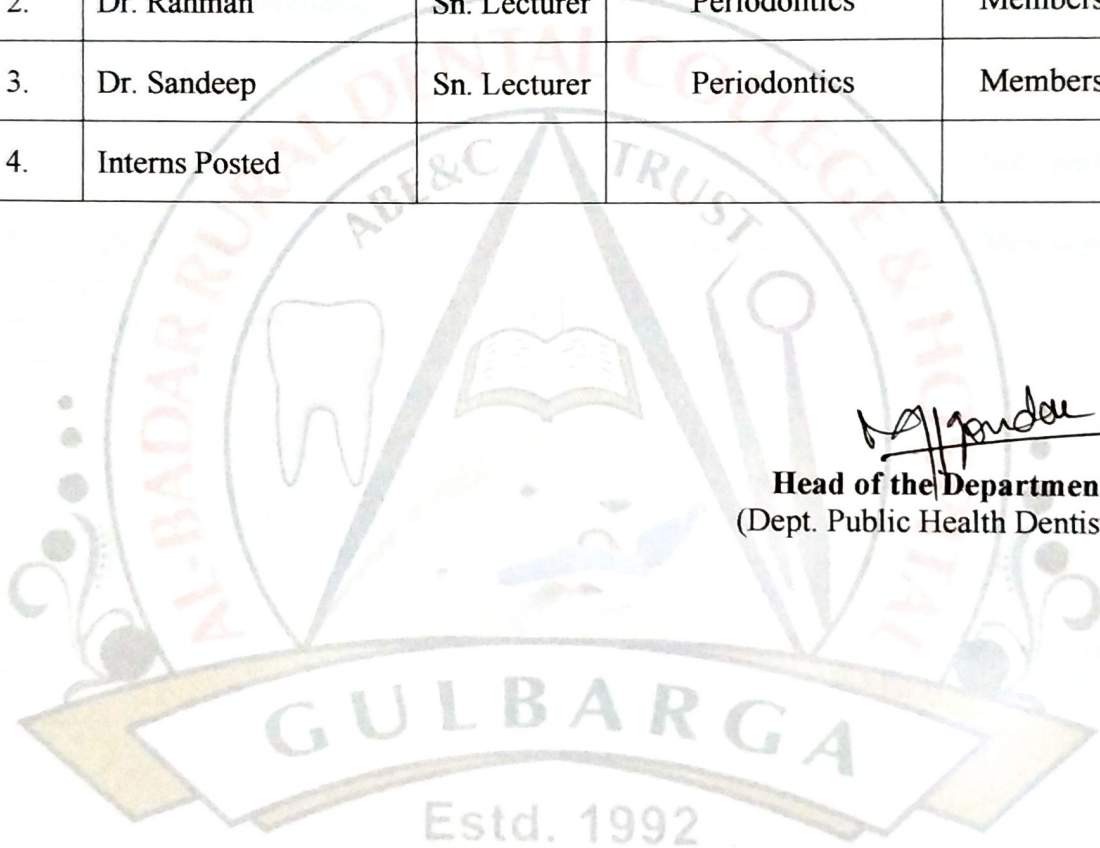 2. Dr. Rahman Sn. Lecturer Periodontics Members
3. Dr. Sandeep Sn. Lecturer Periodontics Members
4. Interns Posted
AL-BADAR RURAL DENTAL COLLEGE & HOSPITAL
ABE&C TRUST
Head of the Departmen
(Dept. Public Health Dentis
GULBARGA
Estd. 1992